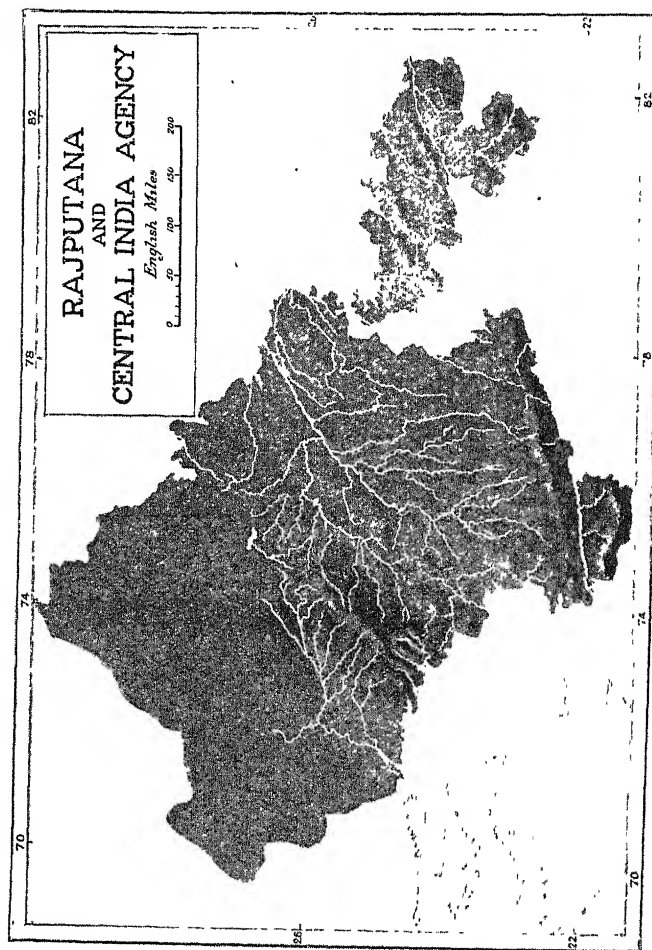 RAJPUTANA
AND
CENTRAL INDIA AGENCY
English Miles
0 50 100 150 200
70 74 78 82
26 22
70 74 78 82
22